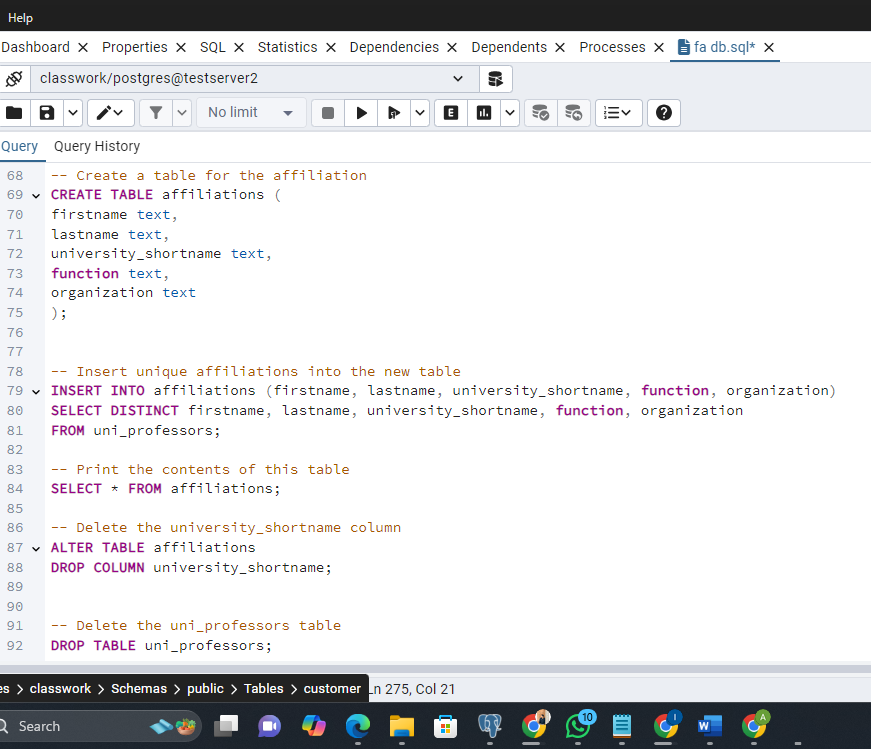 Help
Dashboard Properties SQL Statistics Dependencies Dependents Processes fa db.sql*
classwork/postgres@testserver2
No limit E
Query Query History
68 -- Create a table for the affiliation
69 CREATE TABLE affiliations (
70 firstname text,
71 lastname text,
72 university_shortname text,
73 function text,
74 organization text
75 );
76
77
78 -- Insert unique affiliations into the new table
79 INSERT INTO affiliations (firstname, lastname, university_shortname, function, organization)
80 SELECT DISTINCT firstname, lastname, university_shortname, function, organization
81 FROM uni_professors;
82
83 -- Print the contents of this table
84 SELECT * FROM affiliations;
85
86 -- Delete the university_shortname column
87 ALTER TABLE affiliations
88 DROP COLUMN university_shortname;
89
90
91 -- Delete the uni_professors table
92 DROP TABLE uni_professors;
es > classwork > Schemas > public > Tables > customer Ln 275, Col 21
Search 10 I W A